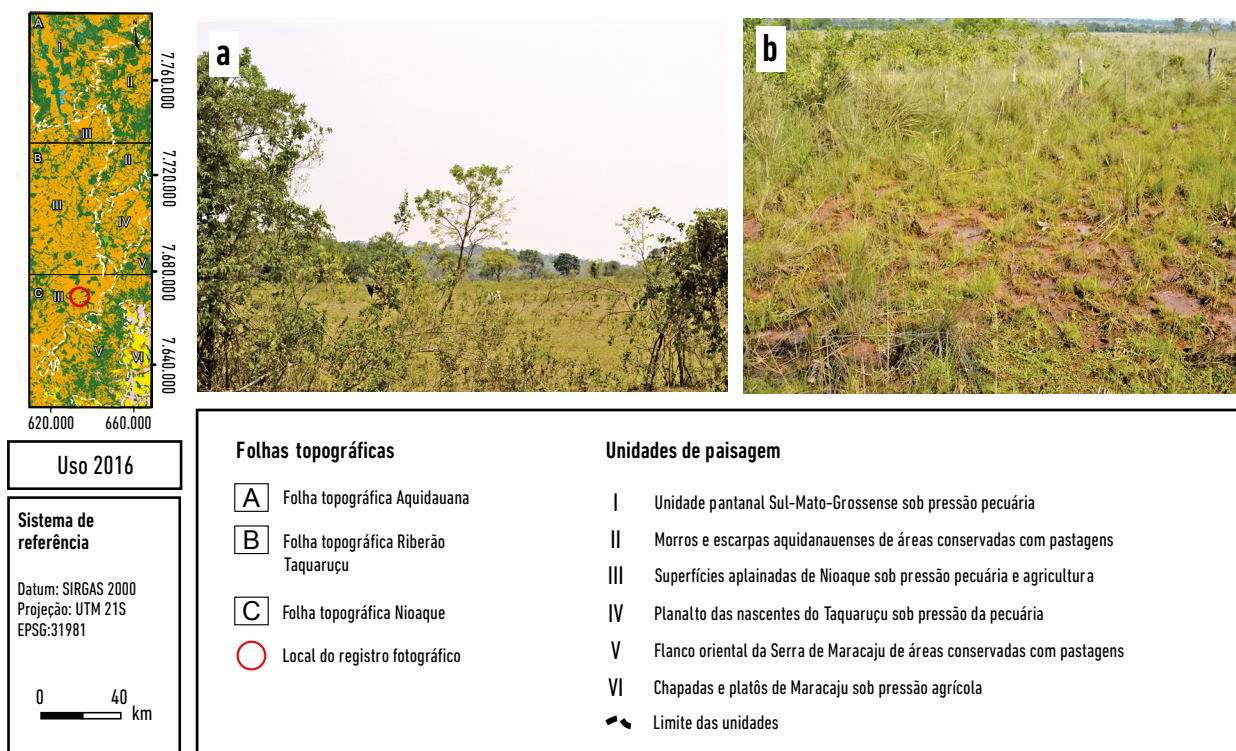 A
I
II
III
B
II
III
IV
V
C
III
V
VI
7.760.000
7.720.000
7.680.000
7.640.000
620.000
660.000
a
b
Uso 2016
Sistema de
referência
Datum: SIRGAS 2000
Projeção: UTM 21S
EPSG:31981
0 40
km
Folhas topográficas
A Folha topográfica Aquidauana
B Folha topográfica Riberão
Taquaruçu
C Folha topográfica Nioaque
Local do registro fotográfico
Unidades de paisagem
I Unidade pantanal Sul-Mato-Grossense sob pressão pecuária
II Morros e escarpas aquidanauenses de áreas conservadas com pastagens
III Superfícies aplainadas de Nioaque sob pressão pecuária e agricultura
IV Planalto das nascentes do Taquaruçu sob pressão da pecuária
V Flanco oriental da Serra de Maracaju de áreas conservadas com pastagens
VI Chapadas e platôs de Maracaju sob pressão agrícola
Limite das unidades